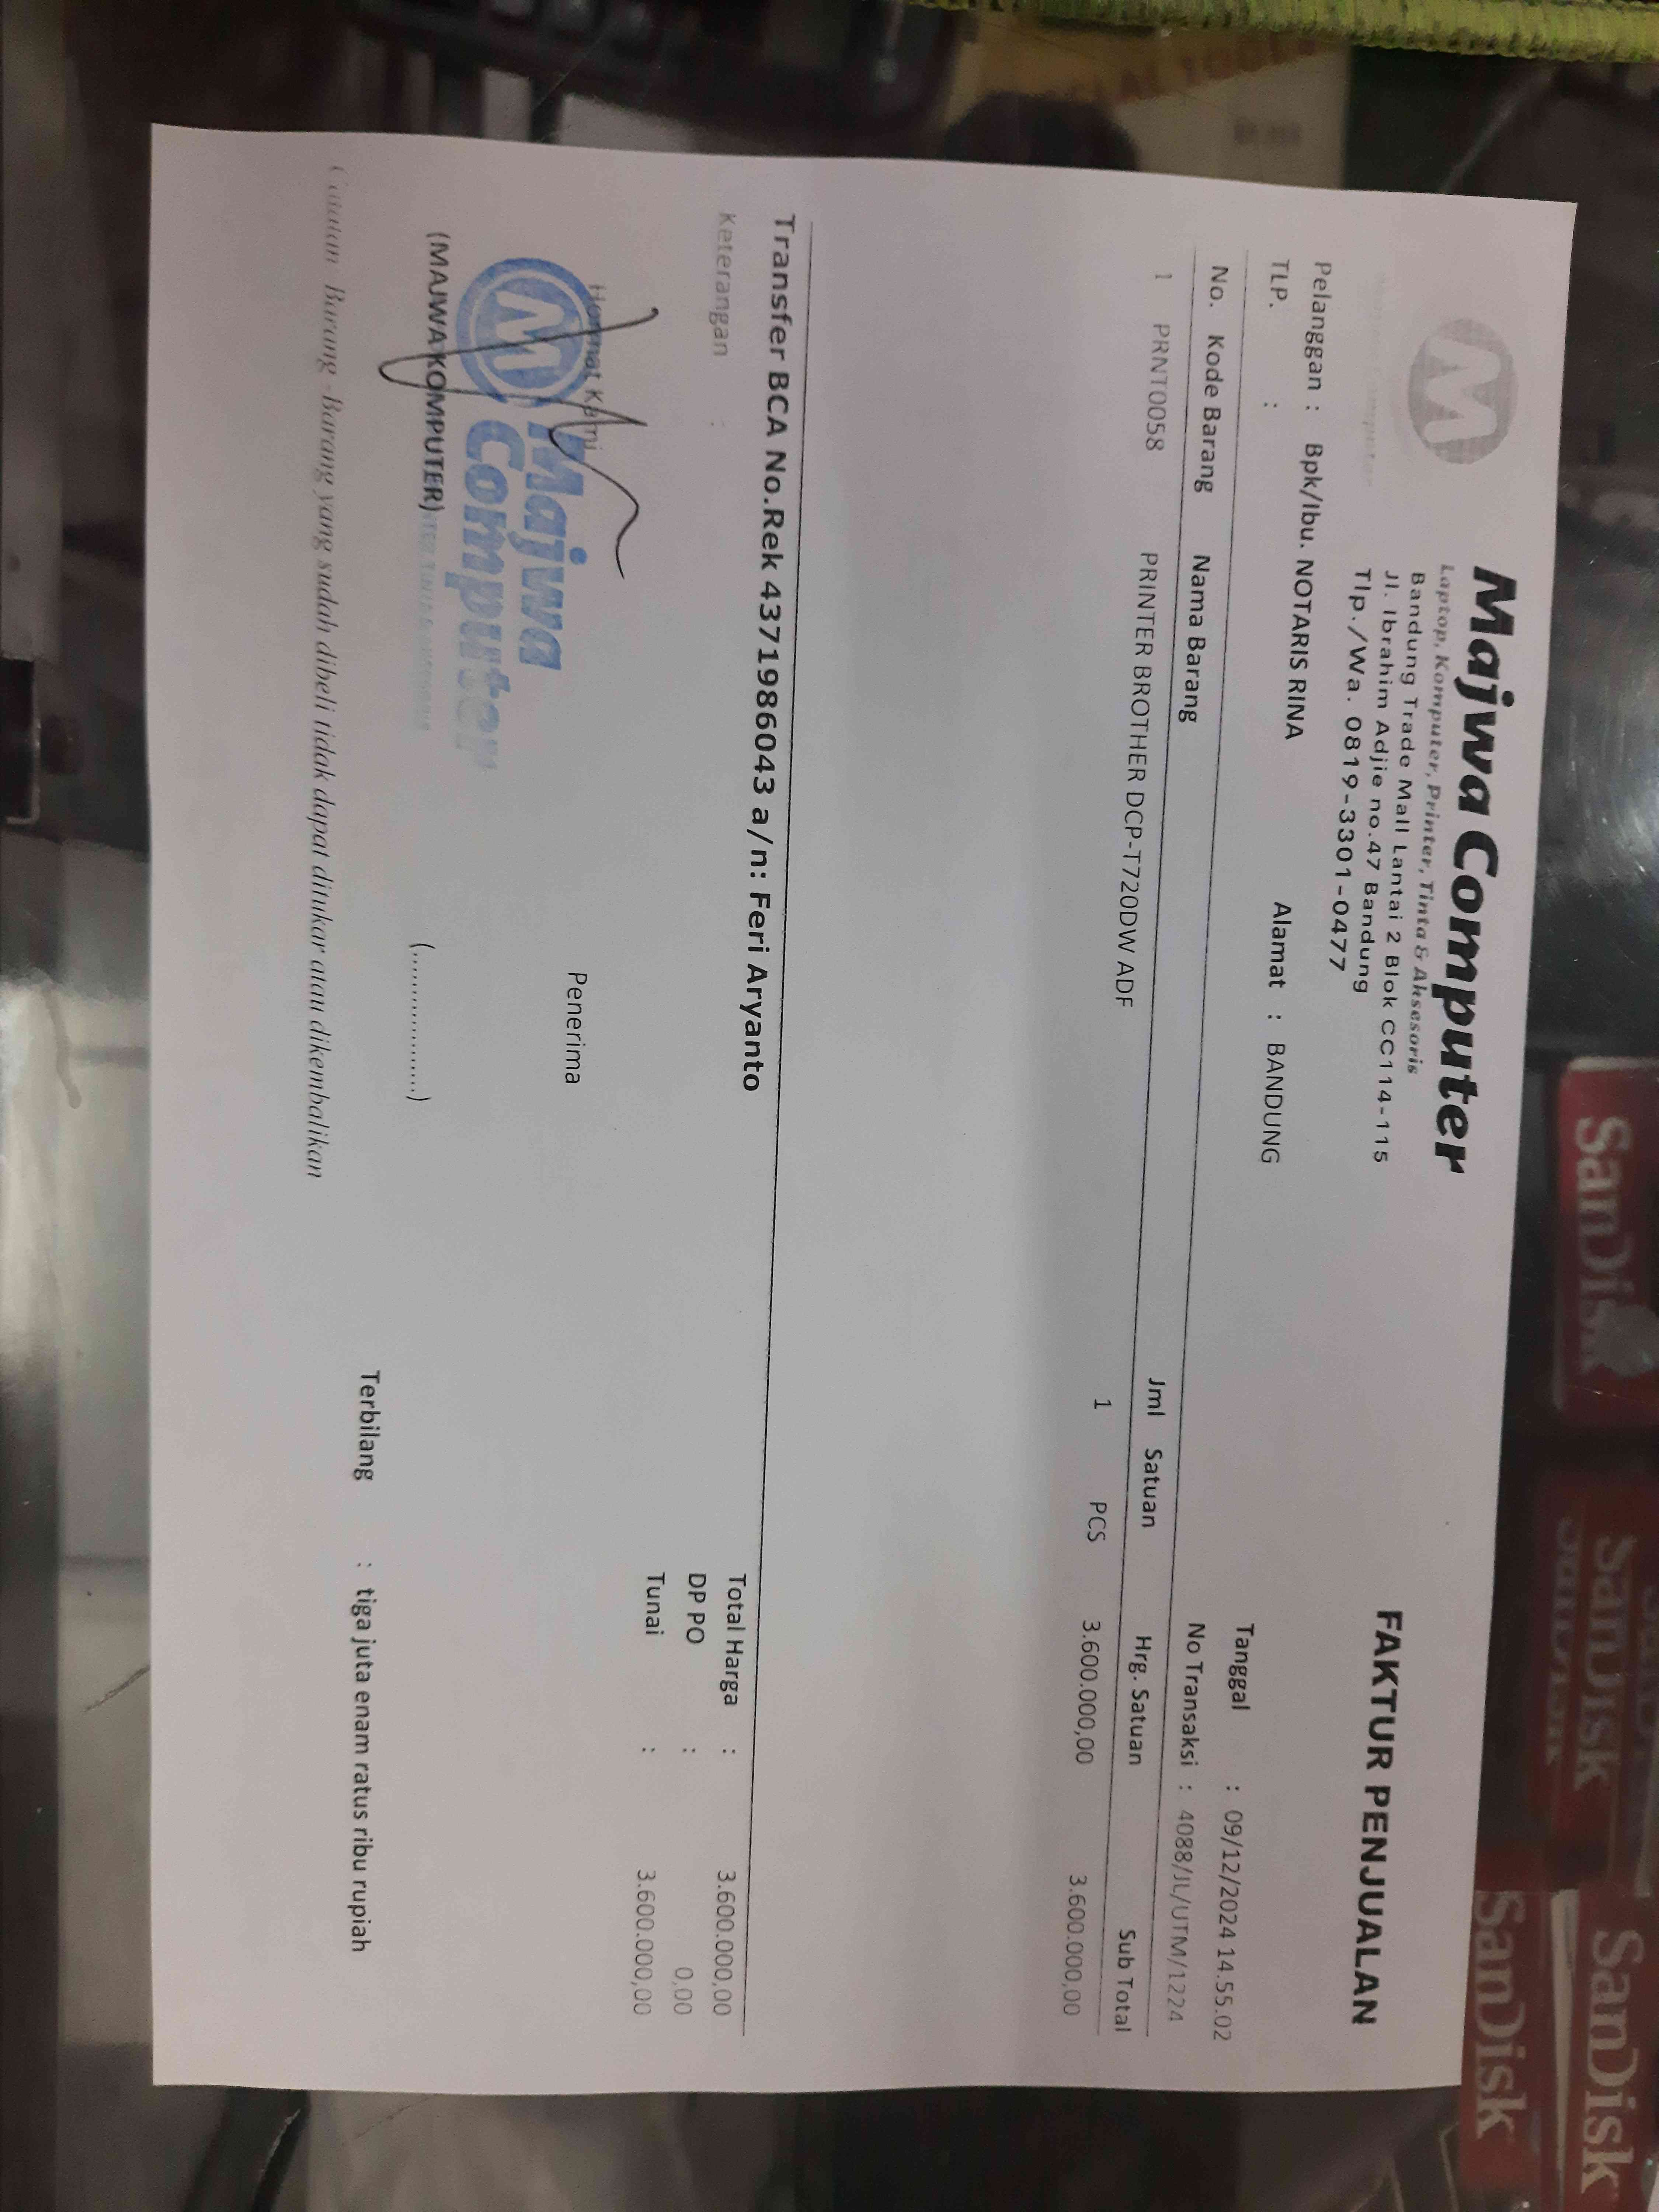 Majwa Computer
Laptop, Komputer, Printer, Tinta & Aksesoris
Bandung Trade Mall Lantai 2 Blok CC114-115
Jl. Ibrahim Adjie no.47 Bandung
Tlp./Wa. 0819-3301-0477
FAKTUR PENJUALAN
Pelanggan : Bpk/Ibu. NOTARIS RINA
Alamat : BANDUNG
TLP. :
Tanggal : 09/12/2024 14.55.02
No Transaksi : 4088/JL/UTM/1224
No. Kode Barang Nama Barang Jml Satuan Hrg. Satuan Sub Total
1 PRNT0058 PRINTER BROTHER DCP-T720DW ADF 1 PCS 3.600.000,00 3.600.000,00
Transfer BCA No.Rek 4371986043 a/n: Feri Aryanto
Keterangan :
Total Harga : 3.600.000,00
DP PO : 0,00
Tunai : 3.600.000,00
Hormat Kami
Penerima
Majwa
Computer
(MAJWA KOMPUTER)
(................)
Terbilang : tiga juta enam ratus ribu rupiah
Catatan Barang -Barang yang sudah dibeli tidak dapat ditukar atau dikembalikan
SanDisk
SanDisk
SanDisk
SanDisk